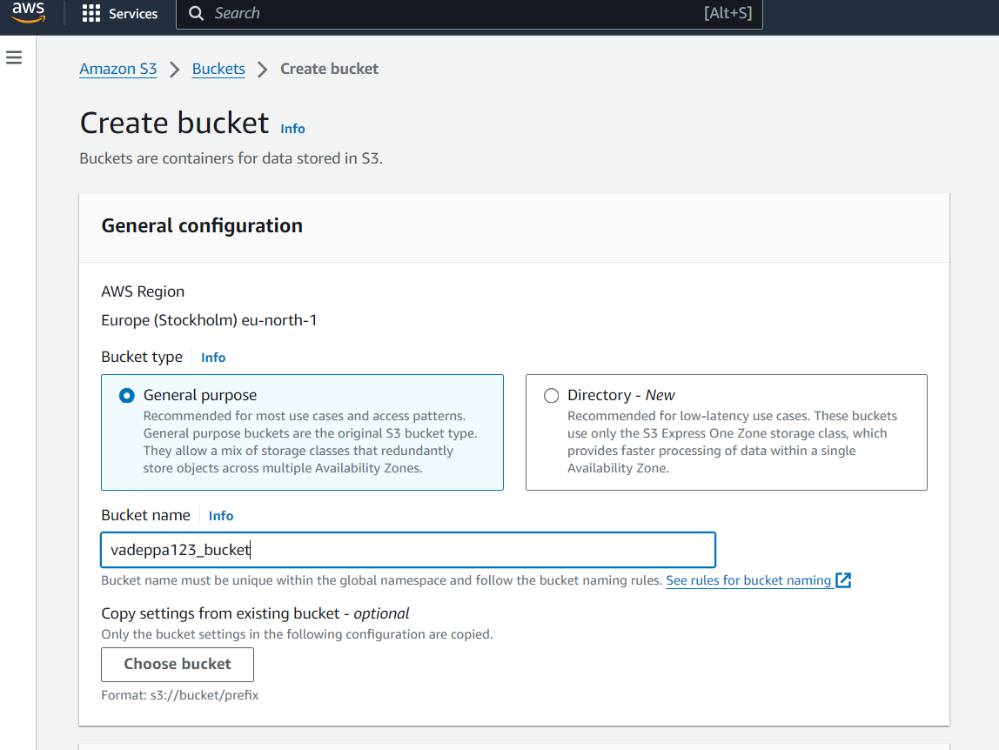 aws
Services
Search
[Alt+S]
Amazon S3 > Buckets > Create bucket
Create bucket Info
Buckets are containers for data stored in S3.
General configuration
AWS Region
Europe (Stockholm) eu-north-1
Bucket type Info
General purpose
Recommended for most use cases and access patterns.
General purpose buckets are the original S3 bucket type.
They allow a mix of storage classes that redundantly
store objects across multiple Availability Zones.
Directory - New
Recommended for low-latency use cases. These buckets
use only the S3 Express One Zone storage class, which
provides faster processing of data within a single
Availability Zone.
Bucket name Info
vadeppa123_bucket
Bucket name must be unique within the global namespace and follow the bucket naming rules. See rules for bucket naming
Copy settings from existing bucket - optional
Only the bucket settings in the following configuration are copied.
Choose bucket
Format: s3://bucket/prefix